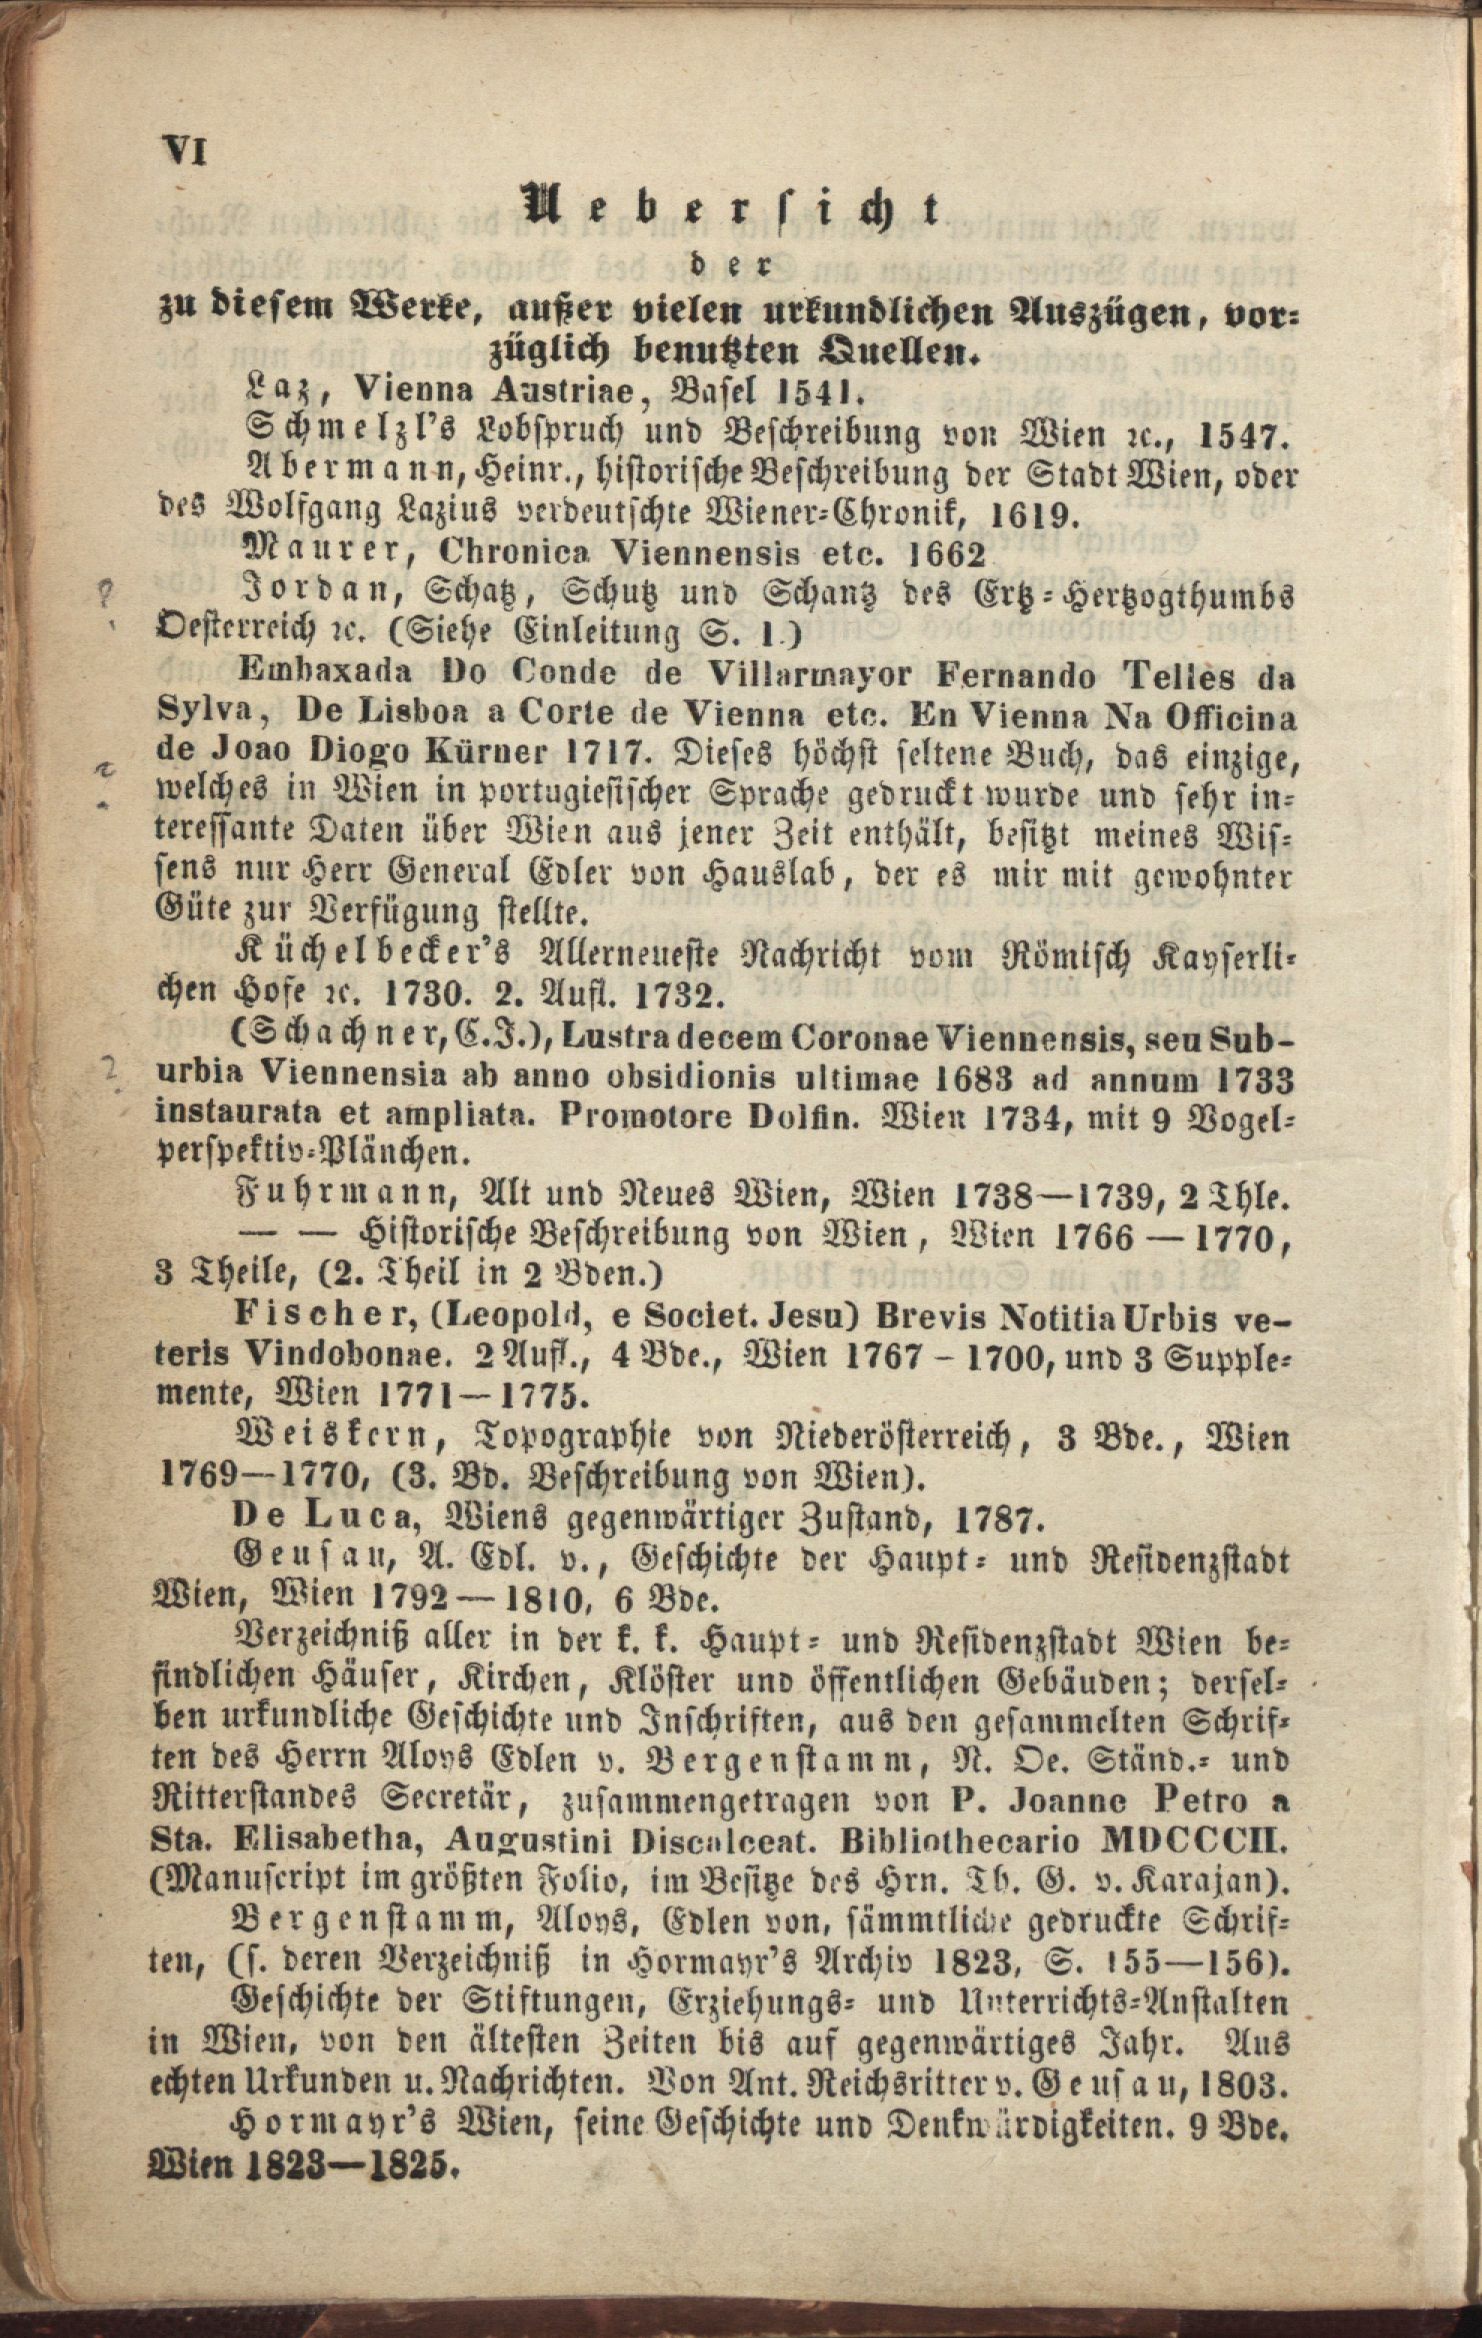 VI
Uebersicht
der
zu diesem Werke, außer vielen urkundlichen Auszügen, vor-
züglich benutzten Quellen.
Laz, Vienna Austriae, Basel 1541.
Schmelzl's Lobspruch und Beschreibung von Wien ꝛc., 1547.
Abermann, Heinr., historische Beschreibung der Stadt Wien, oder
des Wolfgang Lazius verdeutschte Wiener-Chronik, 1619.
Maurer, Chronica Viennensis etc. 1662
Jordan, Schatz, Schutz und Schantz des Ertz-Hertzogthumbs
Oesterreich ꝛc. (Siehe Einleitung S. 1.)
Embaxada Do Conde de Villarmayor Fernando Telles da
Sylva, De Lisboa a Corte de Vienna etc. En Vienna Na Officina
de Joao Diogo Kürner 1717. Dieses höchst seltene Buch, das einzige,
welches in Wien in portugiesischer Sprache gedruckt wurde und sehr in-
teressante Daten über Wien aus jener Zeit enthält, besitzt meines Wis-
sens nur Herr General Edler von Hauslab, der es mir mit gewohnter
Güte zur Verfügung stellte.
Küchelbecker's Allerneueste Nachricht vom Römisch Kayserli-
chen Hofe ꝛc. 1730. 2. Aufl. 1732.
(Schachner, C.J.), Lustra decem Coronae Viennensis, seu Sub-
urbia Viennensia ab anno obsidionis ultimae 1683 ad annum 1733
instaurata et ampliata. Promotore Dolfin. Wien 1734, mit 9 Vogel-
perspektiv-Plänchen.
Fuhrmann, Alt und Neues Wien, Wien 1738—1739, 2 Thle.
— — Historische Beschreibung von Wien, Wien 1766—1770,
3 Theile, (2. Theil in 2 Bden.)
Fischer, (Leopold, e Societ. Jesu) Brevis Notitia Urbis ve-
teris Vindobonae. 2 Aufl., 4 Bde., Wien 1767–1700, und 3 Supple-
mente, Wien 1771—1775.
Weiskern, Topographie von Niederösterreich, 3 Bde., Wien
1769—1770, (3. Bd. Beschreibung von Wien).
De Luca, Wiens gegenwärtiger Zustand, 1787.
Geusau, A. Edl. v., Geschichte der Haupt- und Residenzstadt
Wien, Wien 1792—1810, 6 Bde.
Verzeichniß aller in der k. k. Haupt- und Residenzstadt Wien be-
findlichen Häuser, Kirchen, Klöster und öffentlichen Gebäuden; dersel-
ben urkundliche Geschichte und Inschriften, aus den gesammelten Schrif-
ten des Herrn Aloys Edlen v. Bergenstamm, N. Oe. Ständ.- und
Ritterstandes Secretär, zusammengetragen von P. Joanne Petro a
Sta. Elisabetha, Augustini Discalceat. Bibliothecario MDCCCII.
(Manuscript im größten Folio, im Besitze des Hrn. Th. G. v. Karajan).
Bergenstamm, Aloys, Edlen von, sämmtliche gedruckte Schrif-
ten, (s. deren Verzeichniß in Hormayr's Archiv 1823, S. 155—156).
Geschichte der Stiftungen, Erziehungs- und Unterrichts-Anstalten
in Wien, von den ältesten Zeiten bis auf gegenwärtiges Jahr. Aus
echten Urkunden u. Nachrichten. Von Ant. Reichsritter v. Geusau, 1803.
Hormayr's Wien, seine Geschichte und Denkwürdigkeiten. 9 Bde.
Wien 1823—1825.